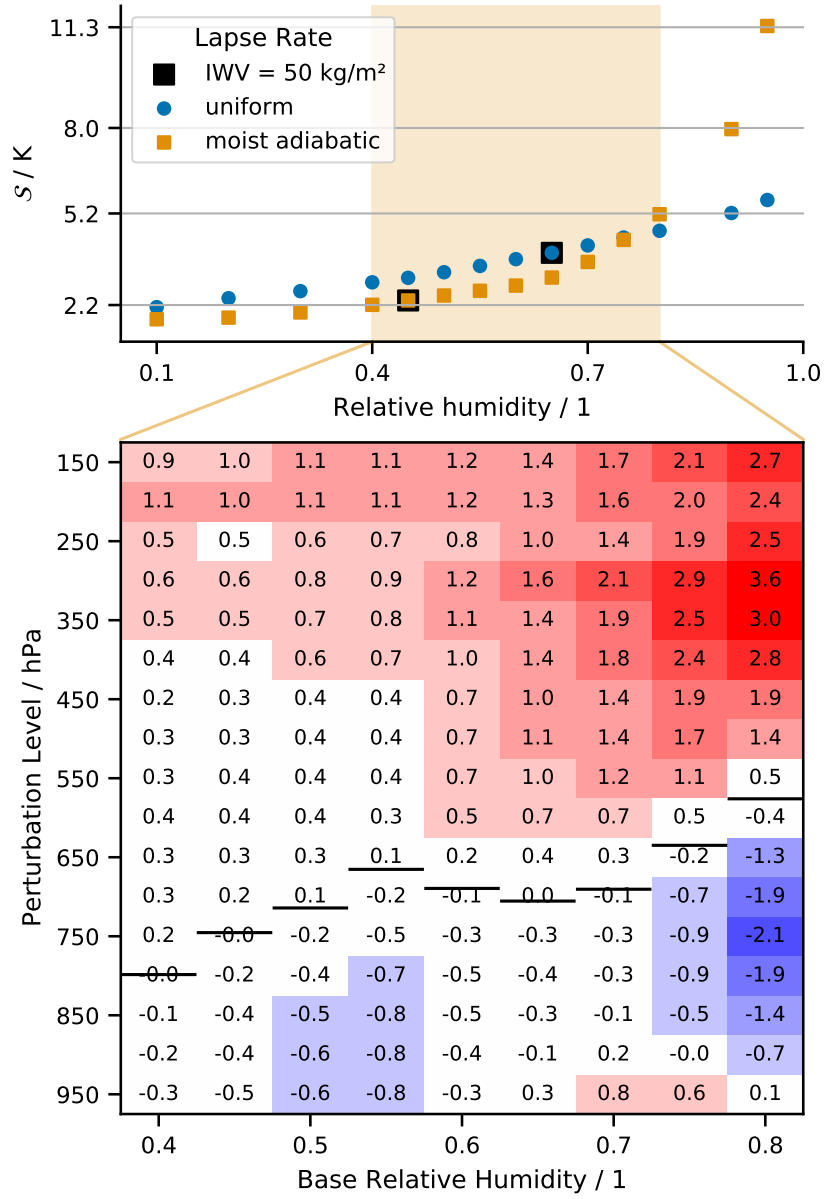 11.3
8.0
5.2
2.2
𝒮 / K
Lapse Rate
IWV = 50 kg/m²
uniform
moist adiabatic
0.1 0.4 0.7 1.0
Relative humidity / 1
Perturbation Level / hPa
150 0.9 1.0 1.1 1.1 1.2 1.4 1.7 2.1 2.7
1.1 1.0 1.1 1.1 1.2 1.3 1.6 2.0 2.4
250 0.5 0.5 0.6 0.7 0.8 1.0 1.4 1.9 2.5
0.6 0.6 0.8 0.9 1.2 1.6 2.1 2.9 3.6
350 0.5 0.5 0.7 0.8 1.1 1.4 1.9 2.5 3.0
0.4 0.4 0.6 0.7 1.0 1.4 1.8 2.4 2.8
450 0.2 0.3 0.4 0.4 0.7 1.0 1.4 1.9 1.9
0.3 0.3 0.4 0.4 0.7 1.1 1.4 1.7 1.4
550 0.3 0.4 0.4 0.4 0.7 1.0 1.2 1.1 0.5
0.4 0.4 0.4 0.3 0.5 0.7 0.7 0.5 -0.4
650 0.3 0.3 0.3 0.1 0.2 0.4 0.3 -0.2 -1.3
0.3 0.2 0.1 -0.2 -0.1 0.0 -0.1 -0.7 -1.9
750 0.2 -0.0 -0.2 -0.5 -0.3 -0.3 -0.3 -0.9 -2.1
-0.0 -0.2 -0.4 -0.7 -0.5 -0.4 -0.3 -0.9 -1.9
850 -0.1 -0.4 -0.5 -0.8 -0.5 -0.3 -0.1 -0.5 -1.4
-0.2 -0.4 -0.6 -0.8 -0.4 -0.1 0.2 -0.0 -0.7
950 -0.3 -0.5 -0.6 -0.8 -0.3 0.3 0.8 0.6 0.1
0.4 0.5 0.6 0.7 0.8
Base Relative Humidity / 1